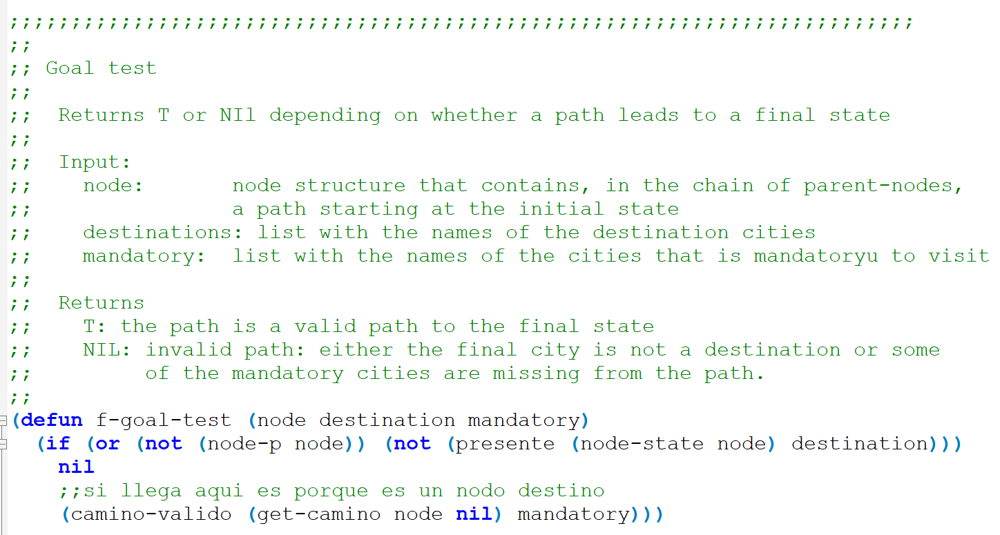 ;;;;;;;;;;;;;;;;;;;;;;;;;;;;;;;;;;;;;;;;;;;;;;;;;;;;;;;;;;;;;;;;;;;;;;;;;
;;
;; Goal test
;;
;;  Returns T or NIl depending on whether a path leads to a final state
;;
;;  Input:
;;    node:       node structure that contains, in the chain of parent-nodes,
;;                a path starting at the initial state
;;    destinations: list with the names of the destination cities
;;    mandatory:  list with the names of the cities that is mandatoryu to visit
;;
;;  Returns
;;    T: the path is a valid path to the final state
;;    NIL: invalid path: either the final city is not a destination or some
;;         of the mandatory cities are missing from the path.
;;
(defun f-goal-test (node destination mandatory)
  (if (or (not (node-p node)) (not (presente (node-state node) destination)))
    nil
    ;;si llega aqui es porque es un nodo destino
    (camino-valido (get-camino node nil) mandatory)))